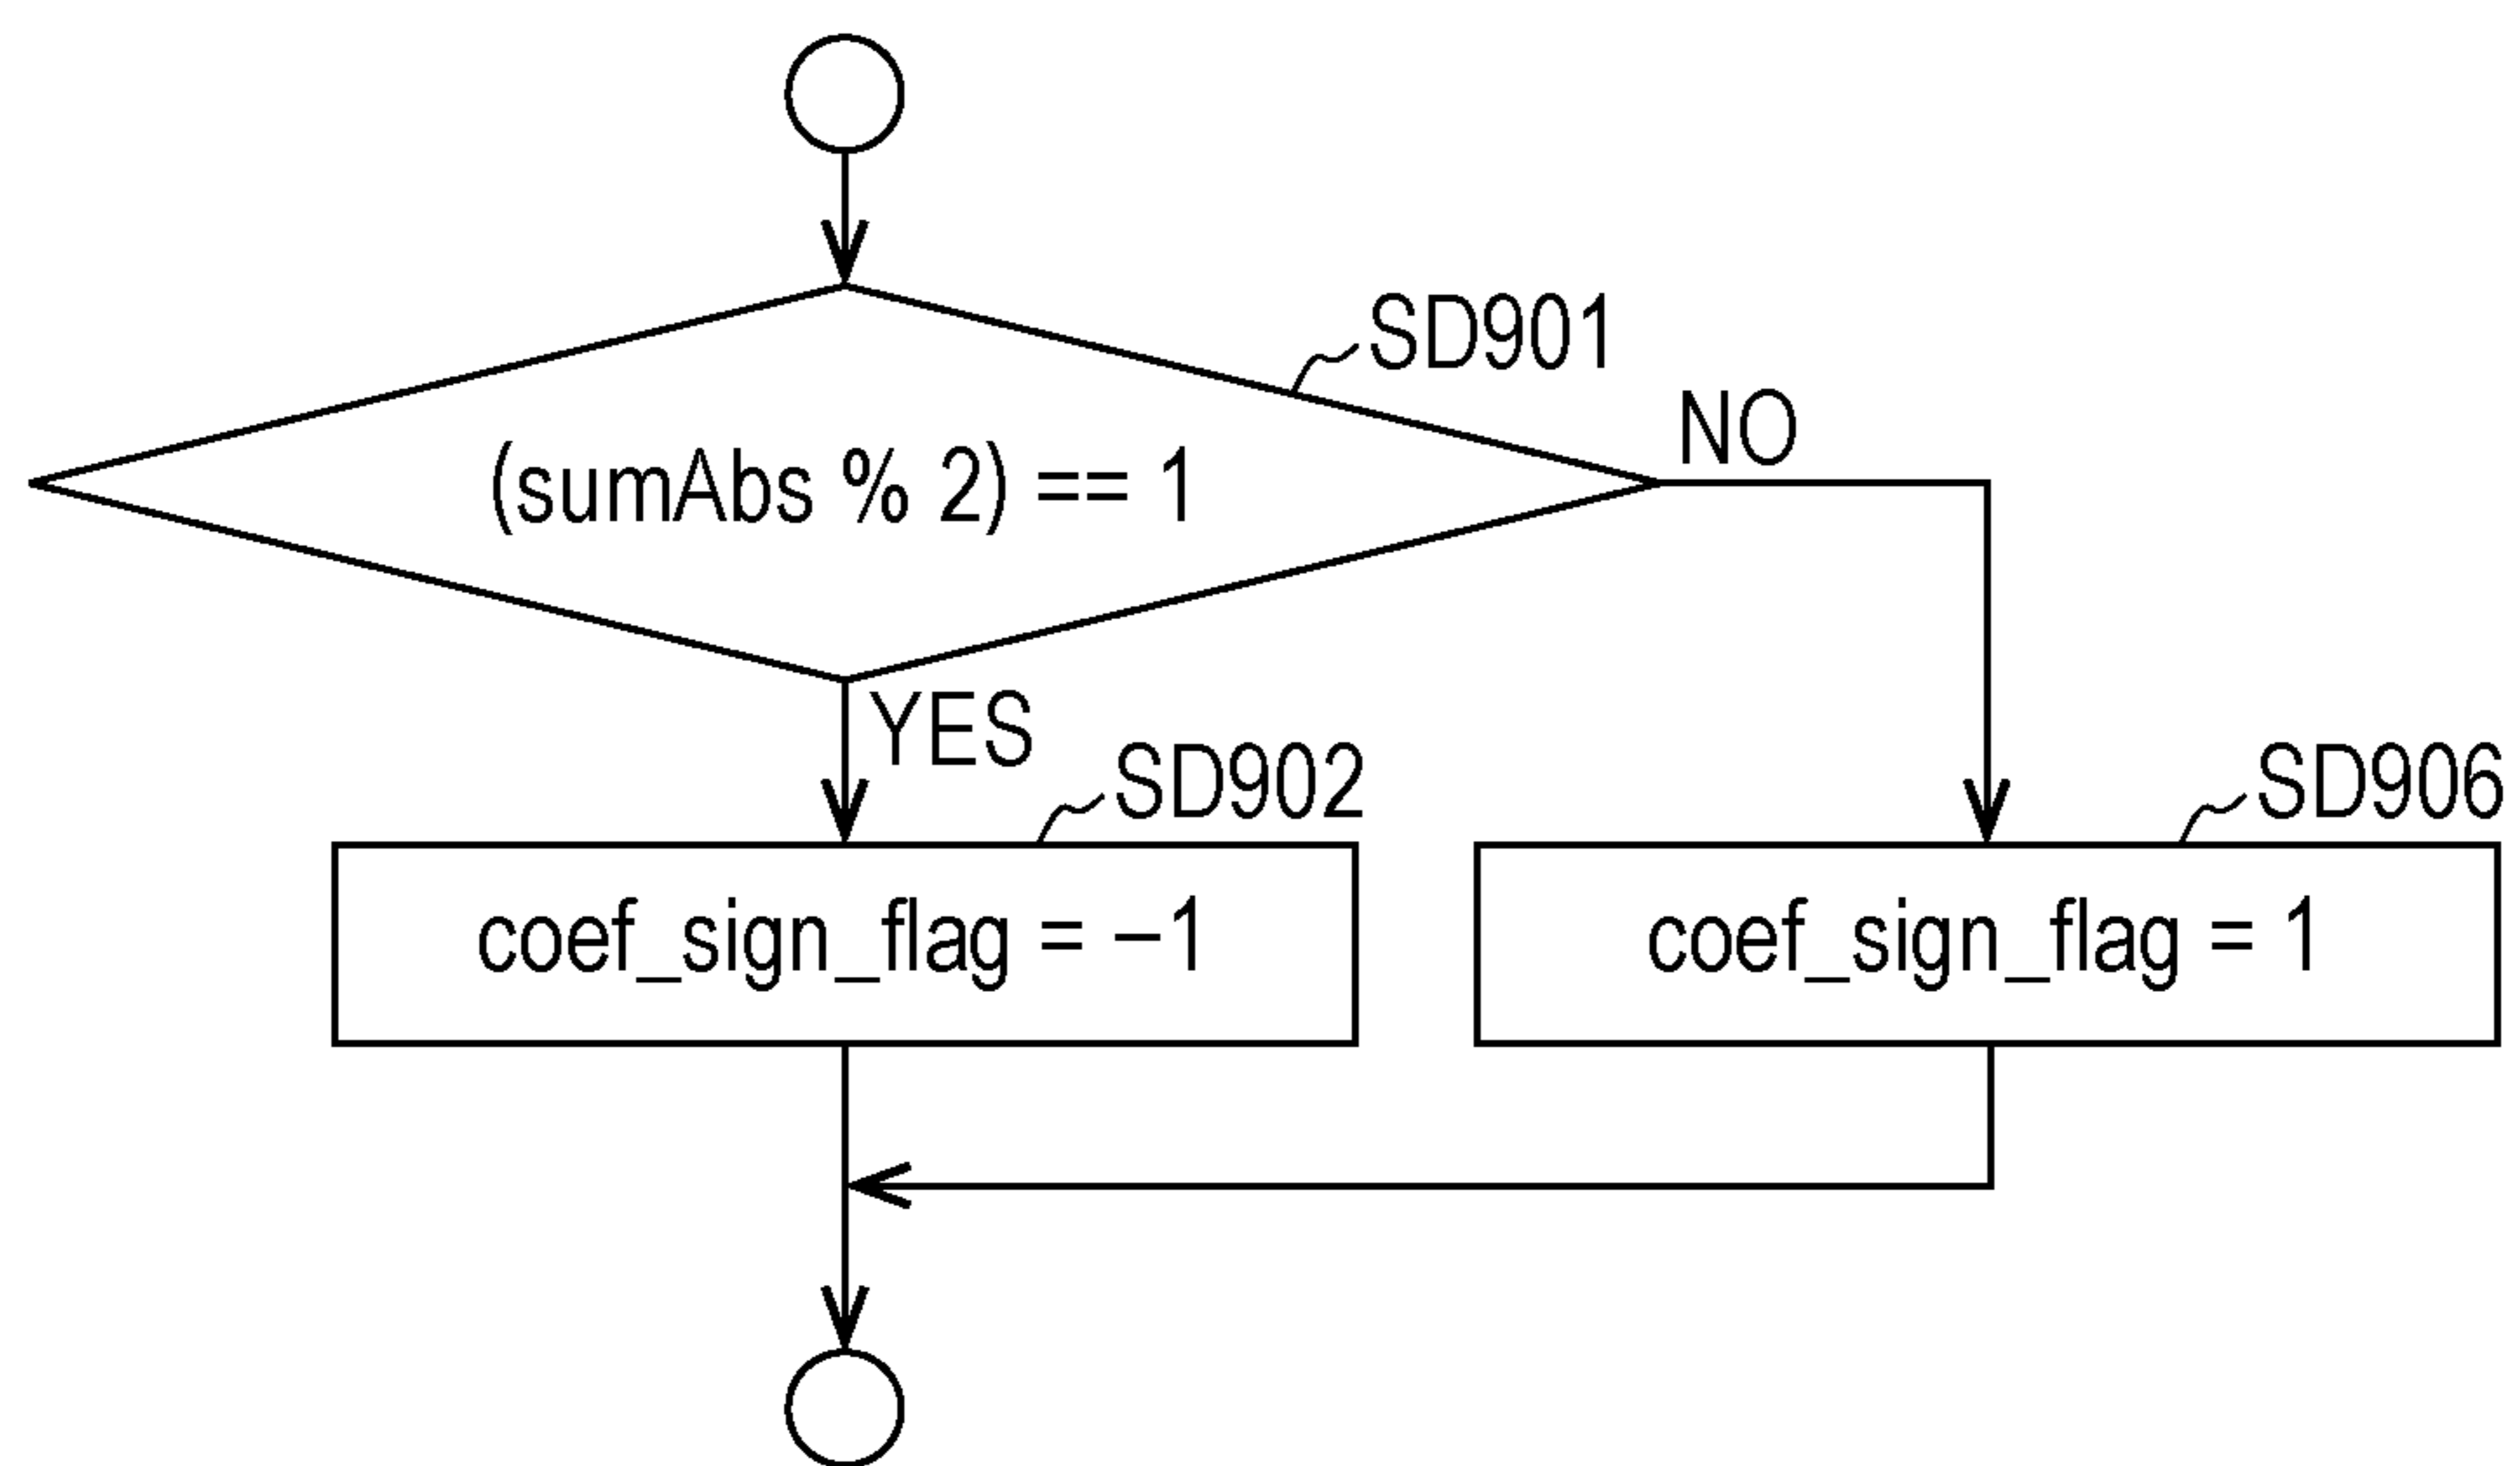 SD901
(sumAbs % 2) == 1
NO
YES
SD902
SD906
coef_sign_flag = –1
coef_sign_flag = 1